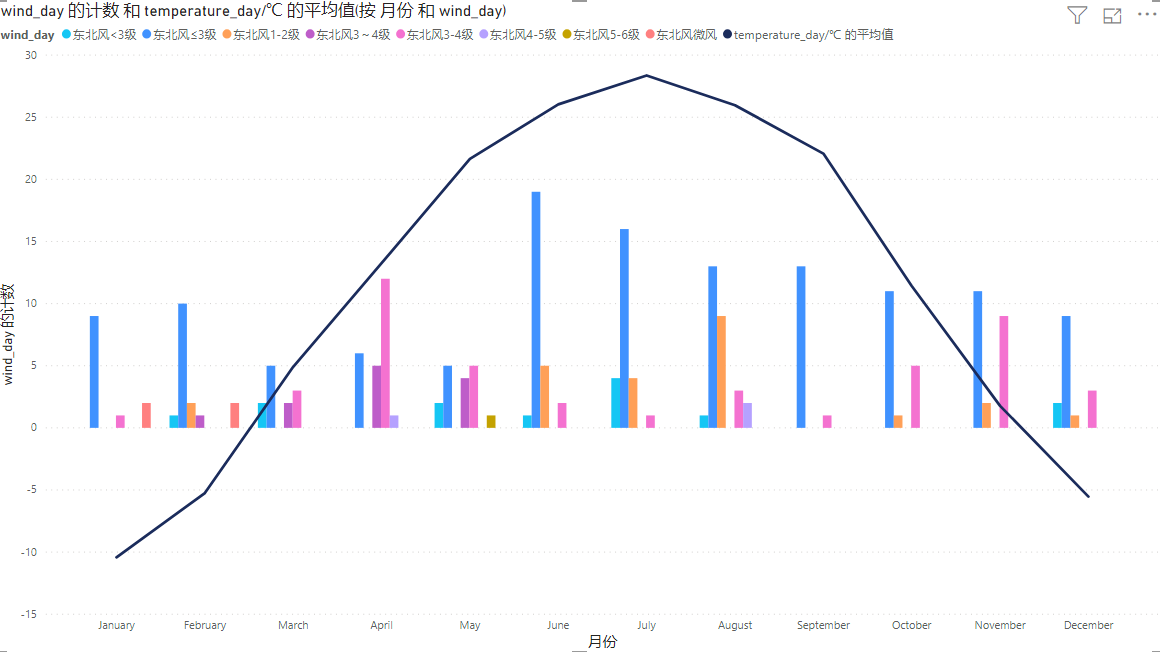 wind_day 的计数 和 temperature_day/℃ 的平均值(按 月份 和 wind_day)
wind_day 东北风<3级 东北风≤3级 东北风1-2级 东北风3～4级 东北风3-4级 东北风4-5级 东北风5-6级 东北风微风 temperature_day/℃ 的平均值
30
25
20
15
10
5
0
-5
-10
-15
wind_day 的计数
January February March April May June July August September October November December
月份